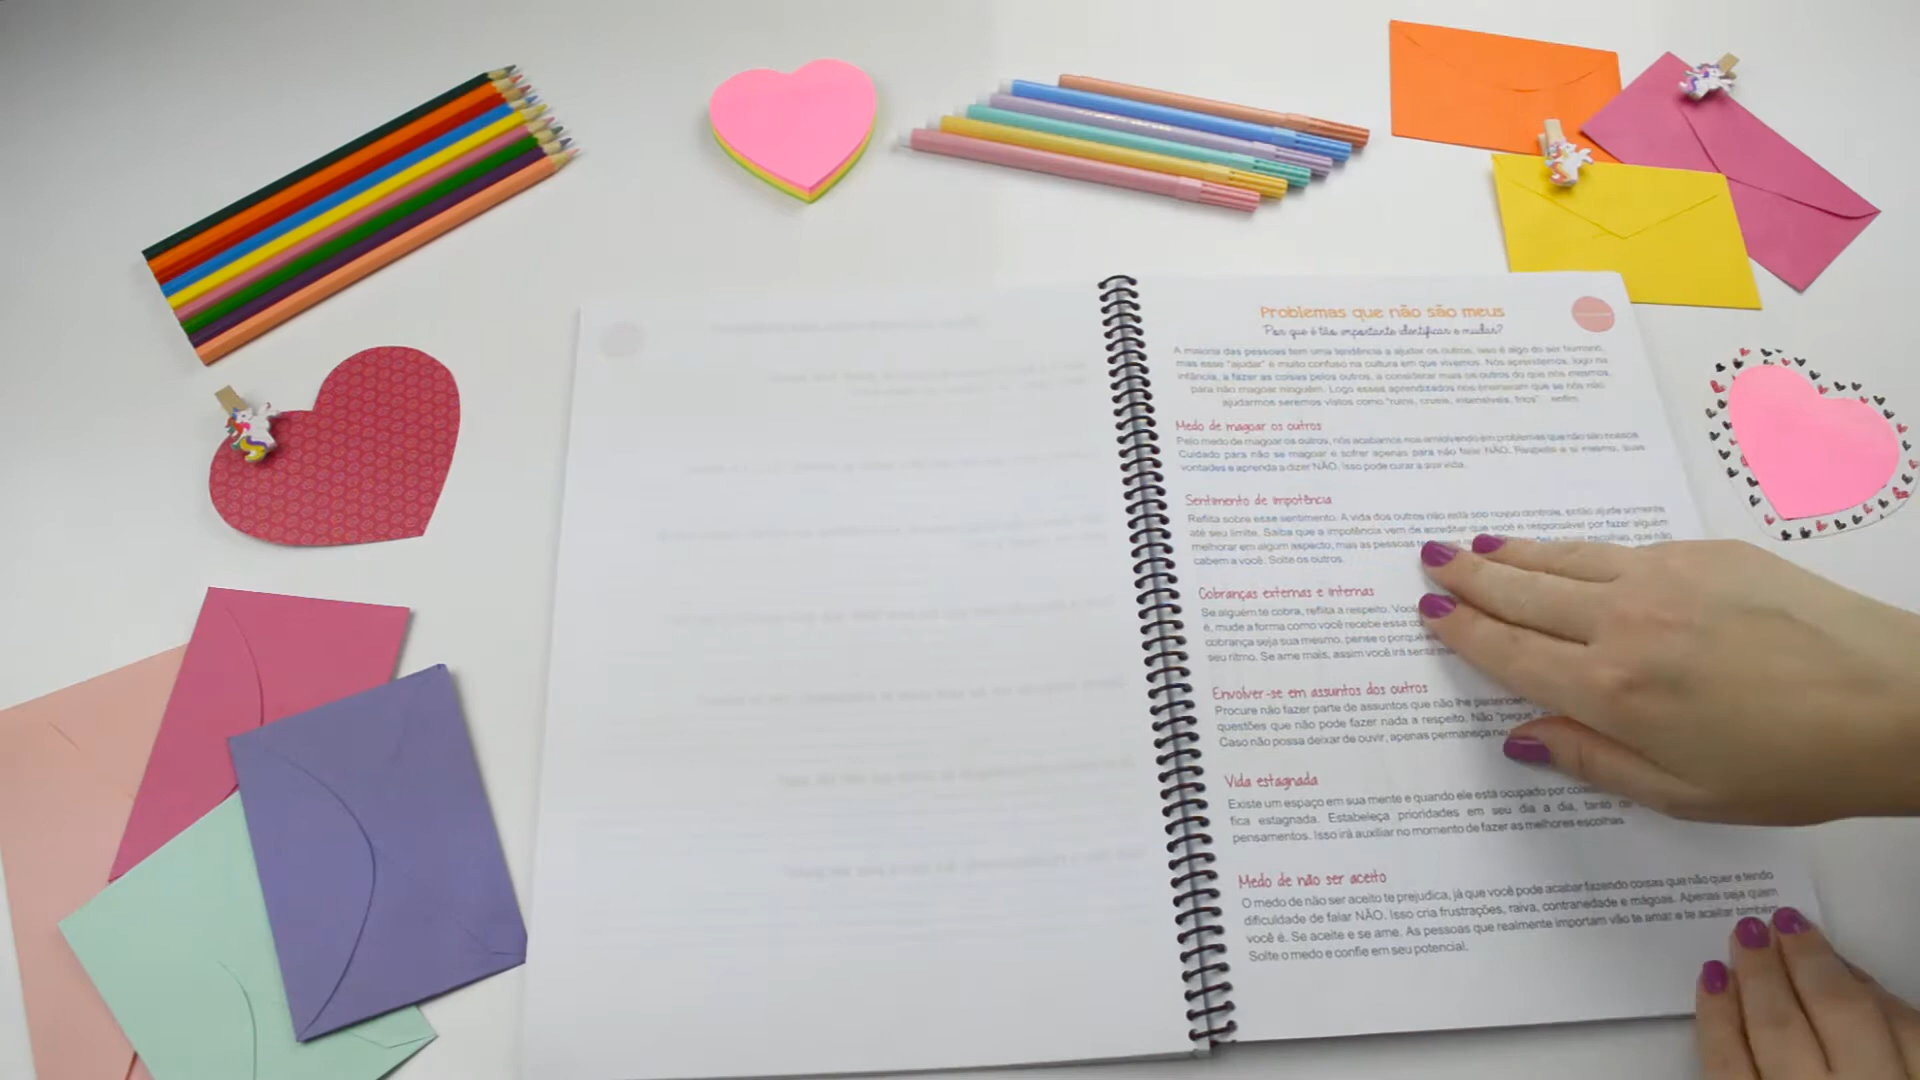 Problemas que não são meus
Por que é tão importante identificar e mudar?
A maioria das pessoas tem uma tendência a ajudar os outros, isso é algo do ser humano,
mas esse "ajudar" é muito confuso na cultura em que vivemos. Nós aprendemos, logo na
infância, a fazer as coisas pelos outros, a considerar mais os outros do que nós mesmos,
para não magoar ninguém. Logo esses aprendizados nos ensinaram que se nós não
ajudarmos seremos vistos como "ruins, cruéis, insensíveis, frios"... enfim.
Medo de magoar os outros
Pelo medo de magoar os outros, nós acabamos nos envolvendo em problemas que não são nossos.
Cuidado para não se magoar e sofrer apenas para não falar NÃO. Respeite a si mesmo, suas
vontades e aprenda a dizer NÃO. Isso pode curar a sua vida.
Sentimento de impotência
Reflita sobre esse sentimento. A vida dos outros não está sob nosso controle, então ajude somente
até seu limite. Saiba que a impotência vem de acreditar que você é responsável por fazer alguém
melhorar em algum aspecto, mas as pessoas escolhas, que não
cabem a você. Solte os outros.
Cobranças externas e internas
Se alguém te cobra, reflita a respeito. Você
é, mude a forma como você recebe essa
cobrança seja sua mesmo, pense o porquê
seu ritmo. Se ame mais, assim você irá
Envolver-se em assuntos dos outros
Procure não fazer parte de assuntos que não lhe
questões que não pode fazer nada a respeito. Não "pegue"
Caso não possa deixar de ouvir, apenas permaneça
Vida estagnada
Existe um espaço em sua mente e quando ele está ocupado por
fica estagnada. Estabeleça prioridades em seu dia a dia, tanto
pensamentos. Isso irá auxiliar no momento de fazer as melhores escolhas.
Medo de não ser aceito
O medo de não ser aceito te prejudica, já que você pode acabar fazendo coisas que não quer e tendo
dificuldade de falar NÃO. Isso cria frustrações, raiva, contrariedade e mágoas. Apenas seja quem
você é. Se aceite e se ame. As pessoas que realmente importam vão te amar e te aceitar também.
Solte o medo e confie em seu potencial.